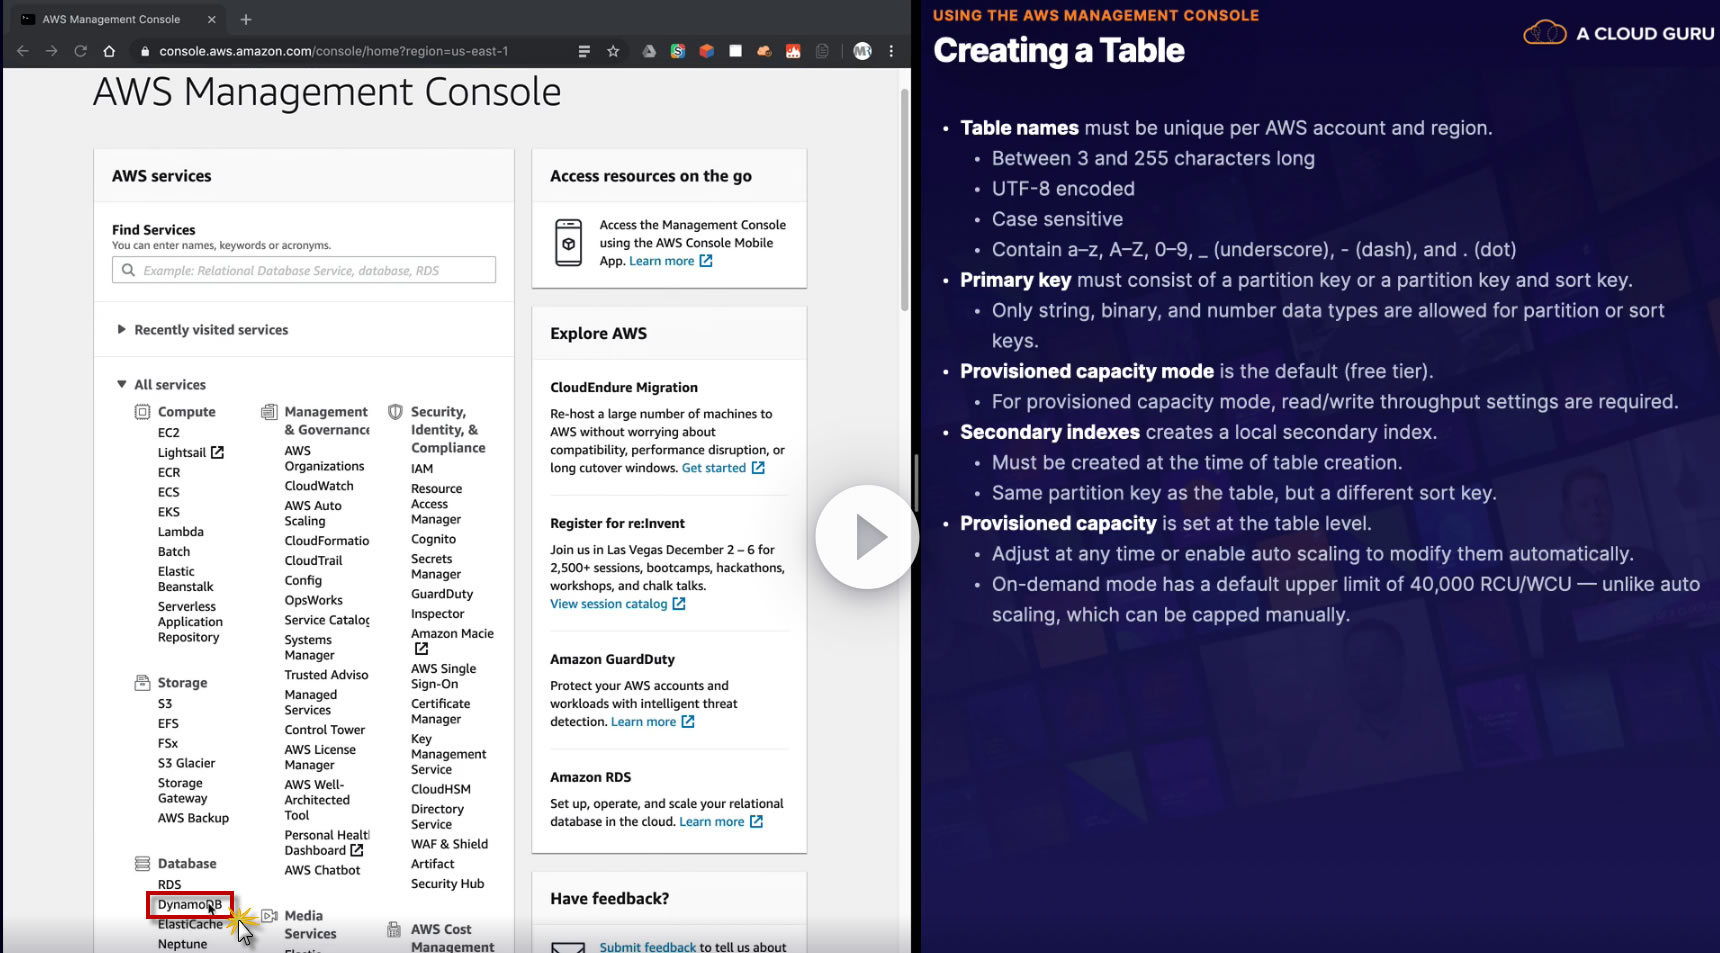 AWS Management Console
console.aws.amazon.com/console/home?region=us-east-1
AWS Management Console
AWS services
Find Services
You can enter names, keywords or acronyms.
Example: Relational Database Service, database, RDS
Recently visited services
All services
Compute
EC2
Lightsail
ECR
ECS
EKS
Lambda
Batch
Elastic
Beanstalk
Serverless
Application
Repository
Storage
S3
EFS
FSx
S3 Glacier
Storage
Gateway
AWS Backup
Database
RDS
DynamoDB
ElastiCache
Neptune
Management
& Governance
AWS
Organizations
CloudWatch
AWS Auto
Scaling
CloudFormatio
CloudTrail
Config
OpsWorks
Service Catalog
Systems
Manager
Trusted Adviso
Managed
Services
Control Tower
AWS License
Manager
AWS Well-
Architected
Tool
Personal Healt
Dashboard
AWS Chatbot
Media
Services
Security,
Identity, &
Compliance
IAM
Resource
Access
Manager
Cognito
Secrets
Manager
GuardDuty
Inspector
Amazon Macie
AWS Single
Sign-On
Certificate
Manager
Key
Management
Service
CloudHSM
Directory
Service
WAF & Shield
Artifact
Security Hub
AWS Cost
Management
Access resources on the go
Access the Management Console
using the AWS Console Mobile
App. Learn more
Explore AWS
CloudEndure Migration
Re-host a large number of machines to
AWS without worrying about
compatibility, performance disruption, or
long cutover windows. Get started
Register for re:Invent
Join us in Las Vegas December 2 – 6 for
2,500+ sessions, bootcamps, hackathons,
workshops, and chalk talks.
View session catalog
Amazon GuardDuty
Protect your AWS accounts and
workloads with intelligent threat
detection. Learn more
Amazon RDS
Set up, operate, and scale your relational
database in the cloud. Learn more
Have feedback?
Submit feedback to tell us about
USING THE AWS MANAGEMENT CONSOLE
Creating a Table
A CLOUD GURU
• Table names must be unique per AWS account and region.
• Between 3 and 255 characters long
• UTF-8 encoded
• Case sensitive
• Contain a–z, A–Z, 0–9, _ (underscore), - (dash), and . (dot)
• Primary key must consist of a partition key or a partition key and sort key.
• Only string, binary, and number data types are allowed for partition or sort
keys.
• Provisioned capacity mode is the default (free tier).
• For provisioned capacity mode, read/write throughput settings are required.
• Secondary indexes creates a local secondary index.
• Must be created at the time of table creation.
• Same partition key as the table, but a different sort key.
• Provisioned capacity is set at the table level.
• Adjust at any time or enable auto scaling to modify them automatically.
• On-demand mode has a default upper limit of 40,000 RCU/WCU — unlike auto
scaling, which can be capped manually.